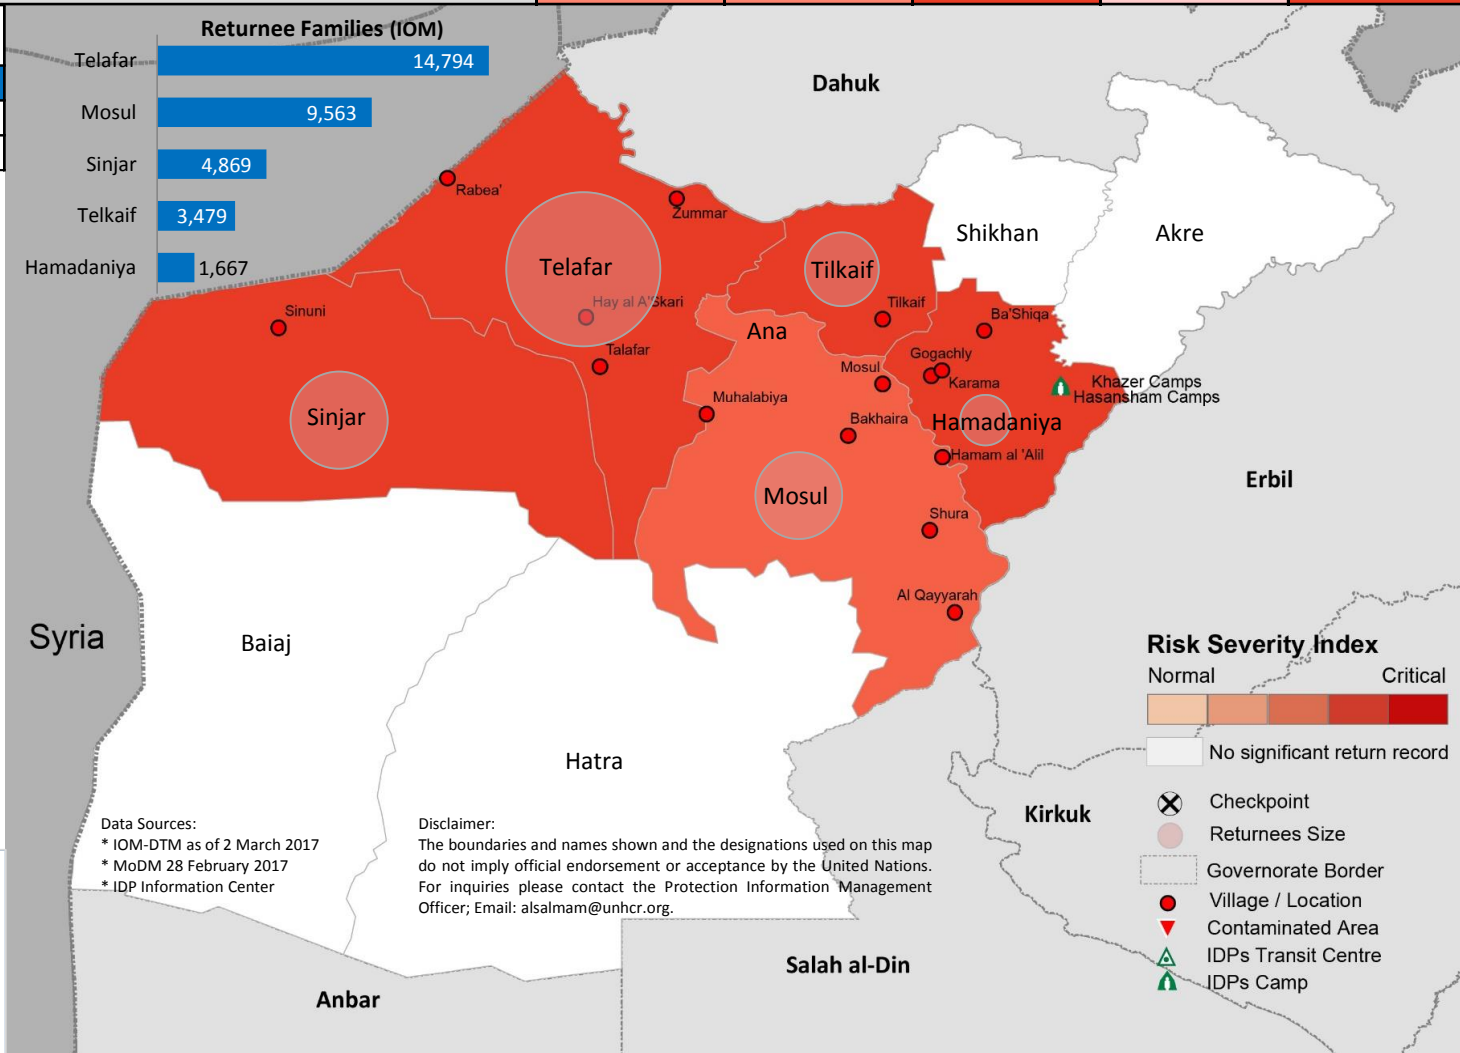 Returnee Families (IOM)
Telafar 14,794
Mosul 9,563
Sinjar 4,869
Telkaif 3,479
Hamadaniya 1,667
Dahuk
Shikhan
Akre
Rabea'
Zummar
Telafar
Tilkaif
Hay al A'Skari
Sinuni
Tilkaif
Ba'Shiqa
Ana
Talafar
Gogachly
Mosul
Karama
Khazer Camps
Hasansham Camps
Muhalabiya
Sinjar
Bakhaira
Hamadaniya
Hamam al 'Alil
Erbil
Mosul
Shura
Al Qayyarah
Syria
Baiaj
Hatra
Risk Severity Index
Normal Critical
No significant return record
Checkpoint
Returnees Size
Governorate Border
Village / Location
Contaminated Area
IDPs Transit Centre
IDPs Camp
Kirkuk
Data Sources:
* IOM-DTM as of 2 March 2017
* MoDM 28 February 2017
* IDP Information Center
Disclaimer:
The boundaries and names shown and the designations used on this map
do not imply official endorsement or acceptance by the United Nations.
For inquiries please contact the Protection Information Management
Officer; Email: alsalmam@unhcr.org.
Salah al-Din
Anbar